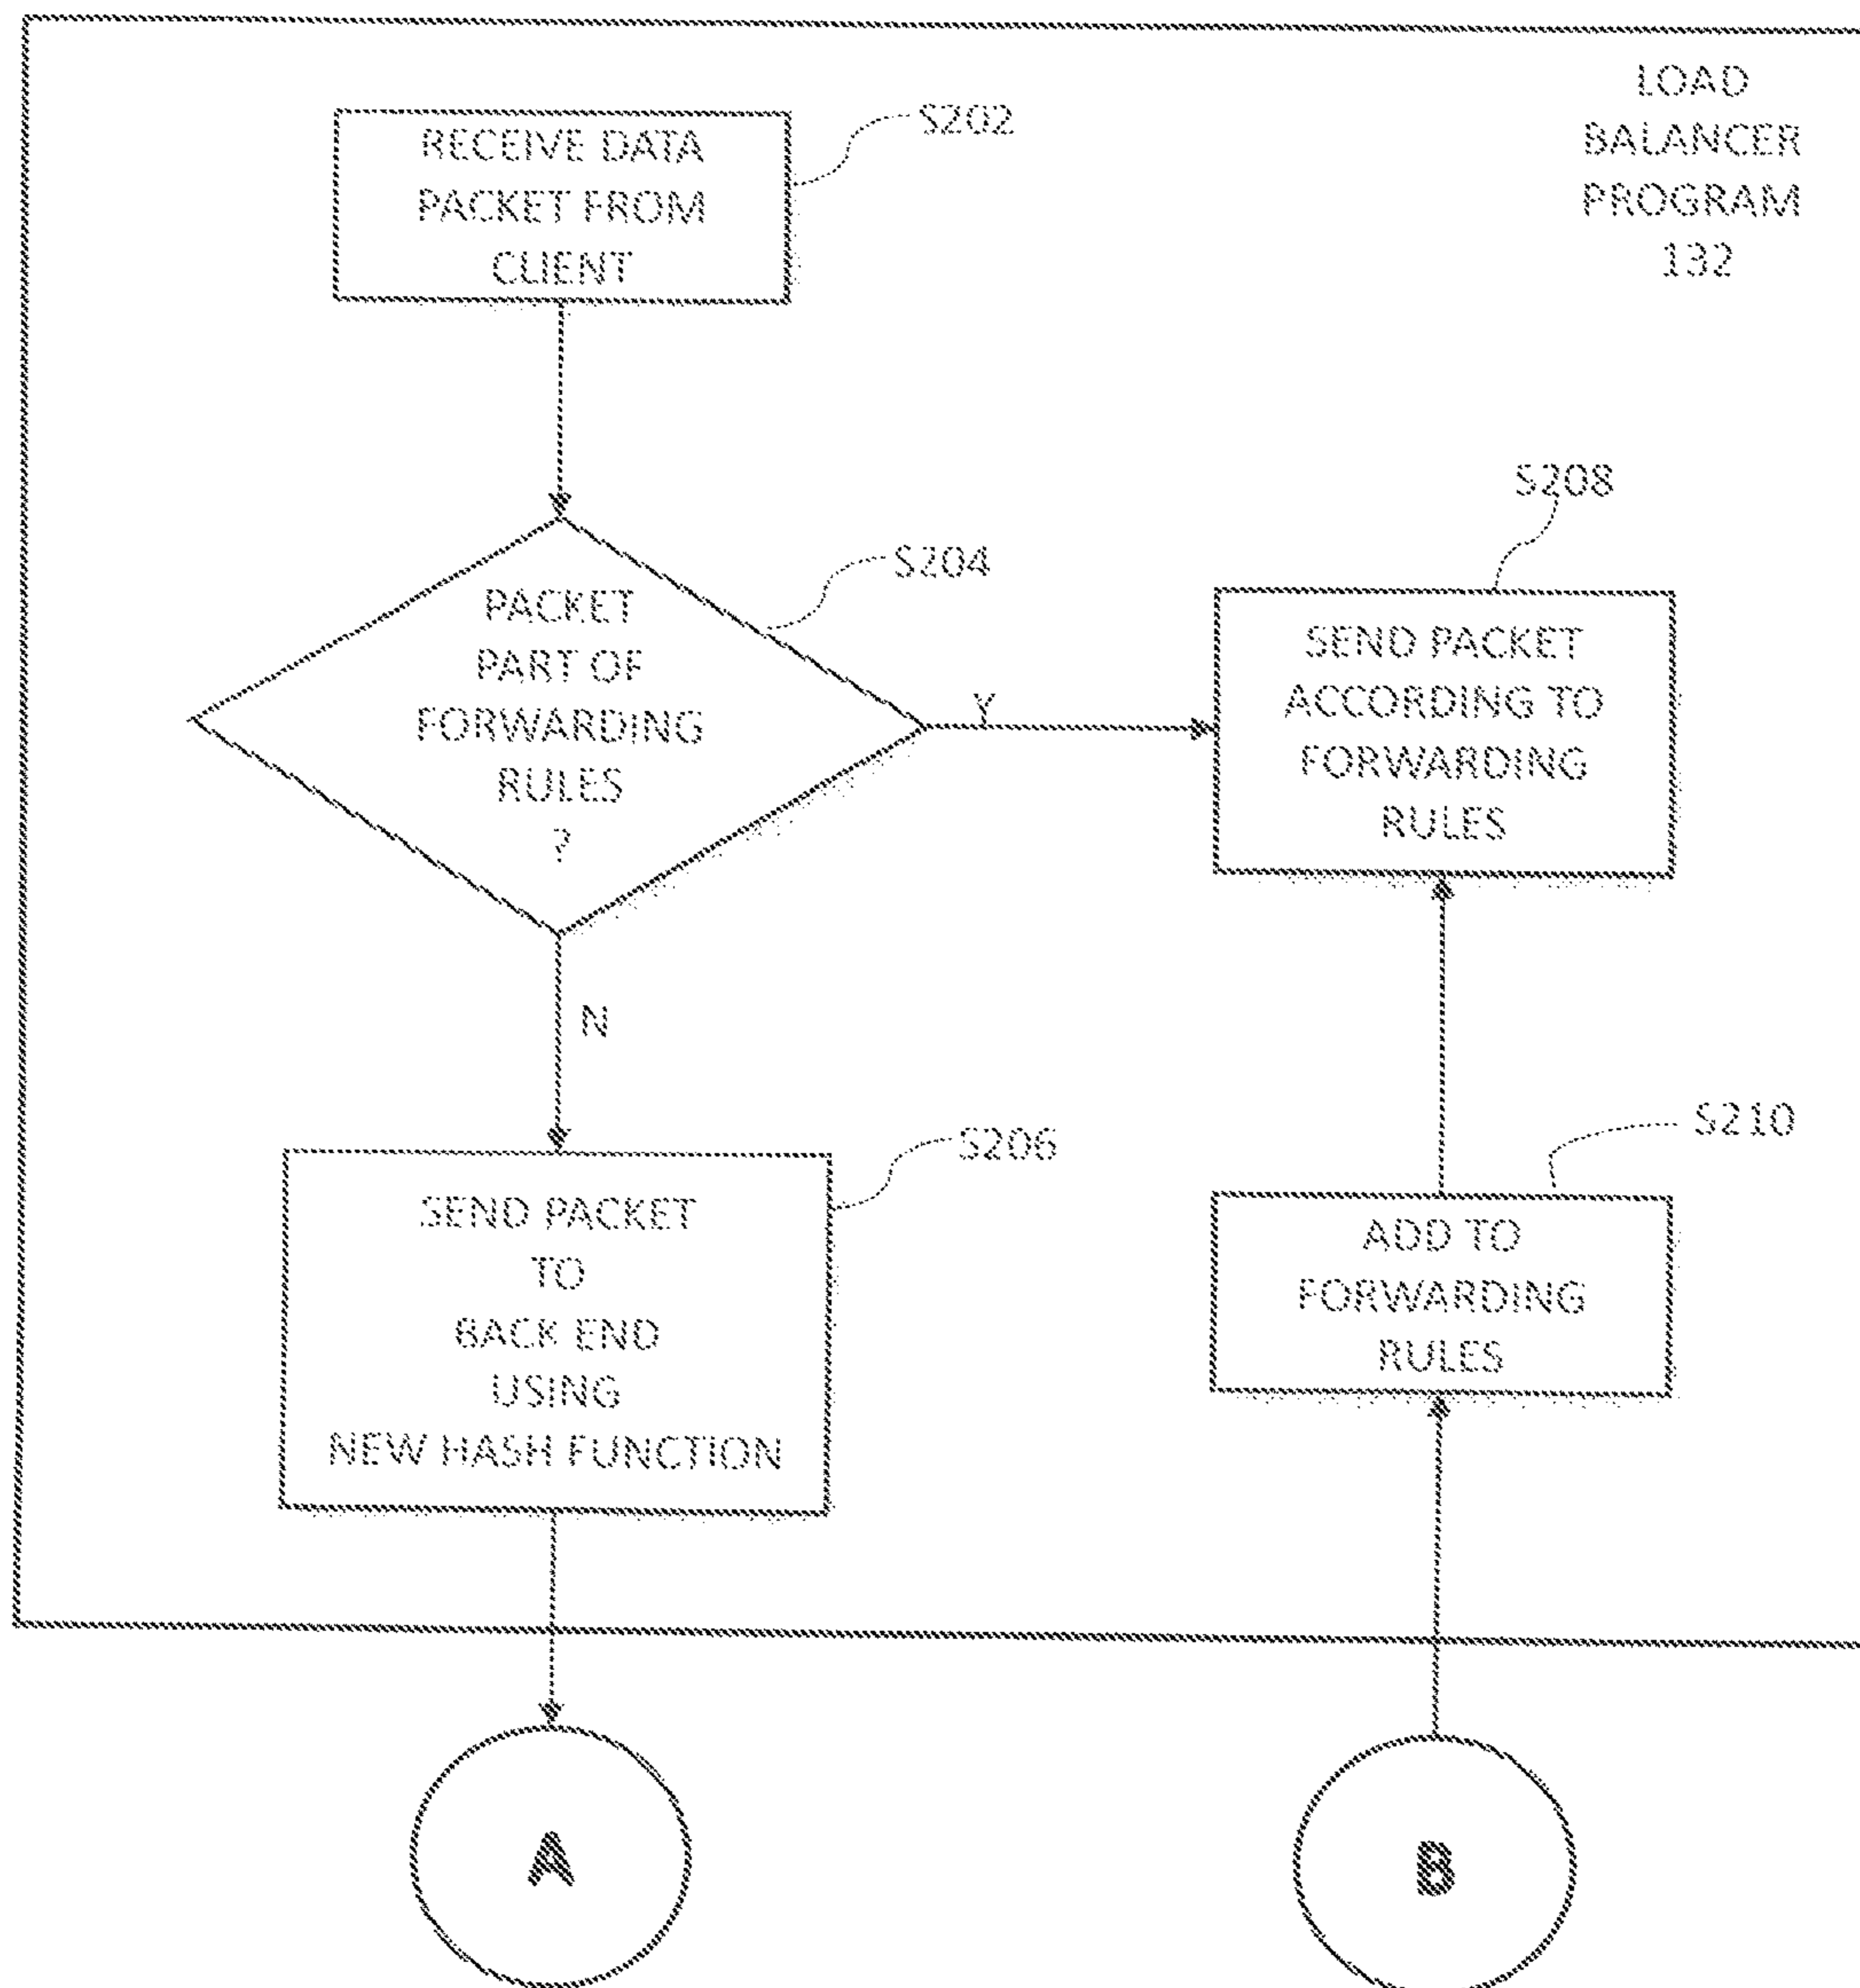 LOAD
BALANCER
PROGRAM
132
S202
RECEIVE DATA
PACKET FROM
CLIENT
S204
PACKET
PART OF
FORWARDING
RULES
?
Y
N
S208
SEND PACKET
ACCORDING TO
FORWARDING
RULES
S206
SEND PACKET
TO
BACK END
USING
NEW HASH FUNCTION
S210
ADD TO
FORWARDING
RULES
A
B